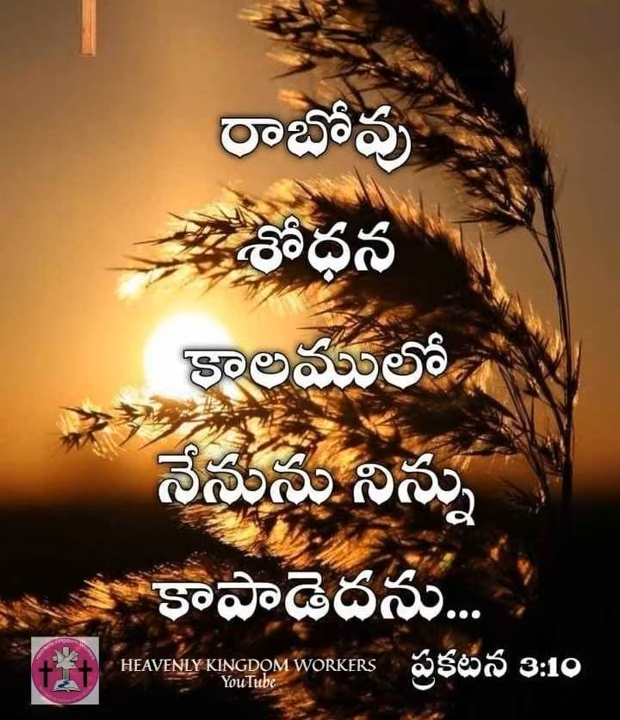 రాబోవు
శోధన
కాలములో
నేనును నిన్ను
కాపాడెదను...
HEAVENLY KINGDOM WORKERS
YouTube
ప్రకటన 3:10